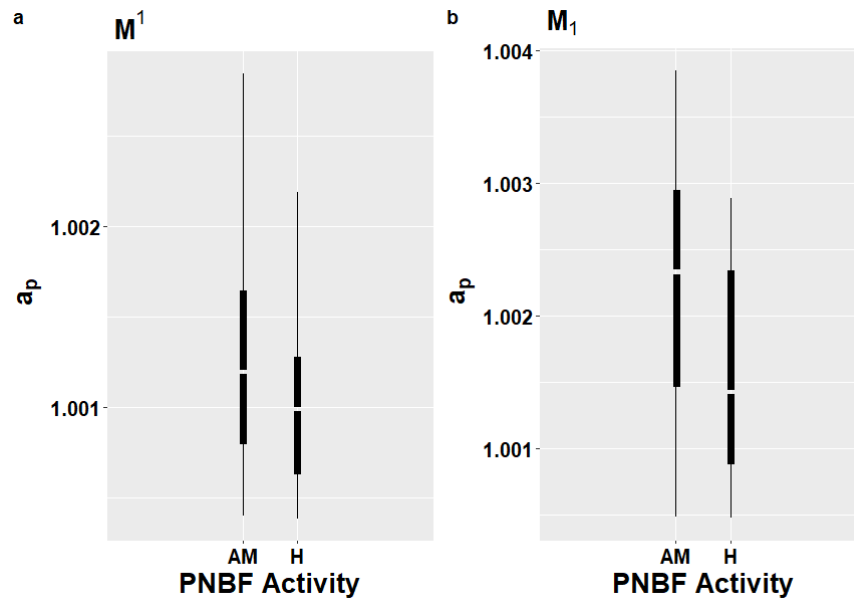 a
M¹
1.002
1.001
aₚ
AM H
PNBF Activity
b
M₁
1.004
1.003
1.002
1.001
aₚ
AM H
PNBF Activity